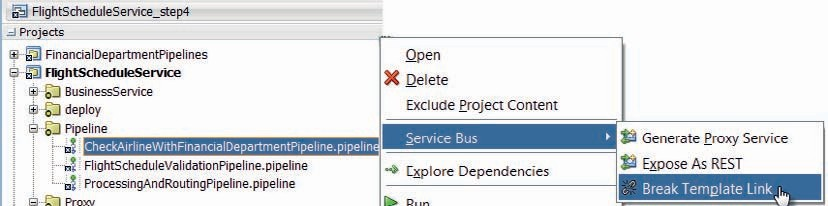 FlightScheduleService_step4
Projects
FinancialDepartmentPipelines
FlightScheduleService
BusinessService
deploy
Pipeline
CheckAirlineWithFinancialDepartmentPipeline.pipeline
FlightScheduleValidationPipeline.pipeline
ProcessingAndRoutingPipeline.pipeline
Proxy
Open
Delete
Exclude Project Content
Service Bus
Explore Dependencies
Run
Generate Proxy Service
Expose As REST
Break Template Link